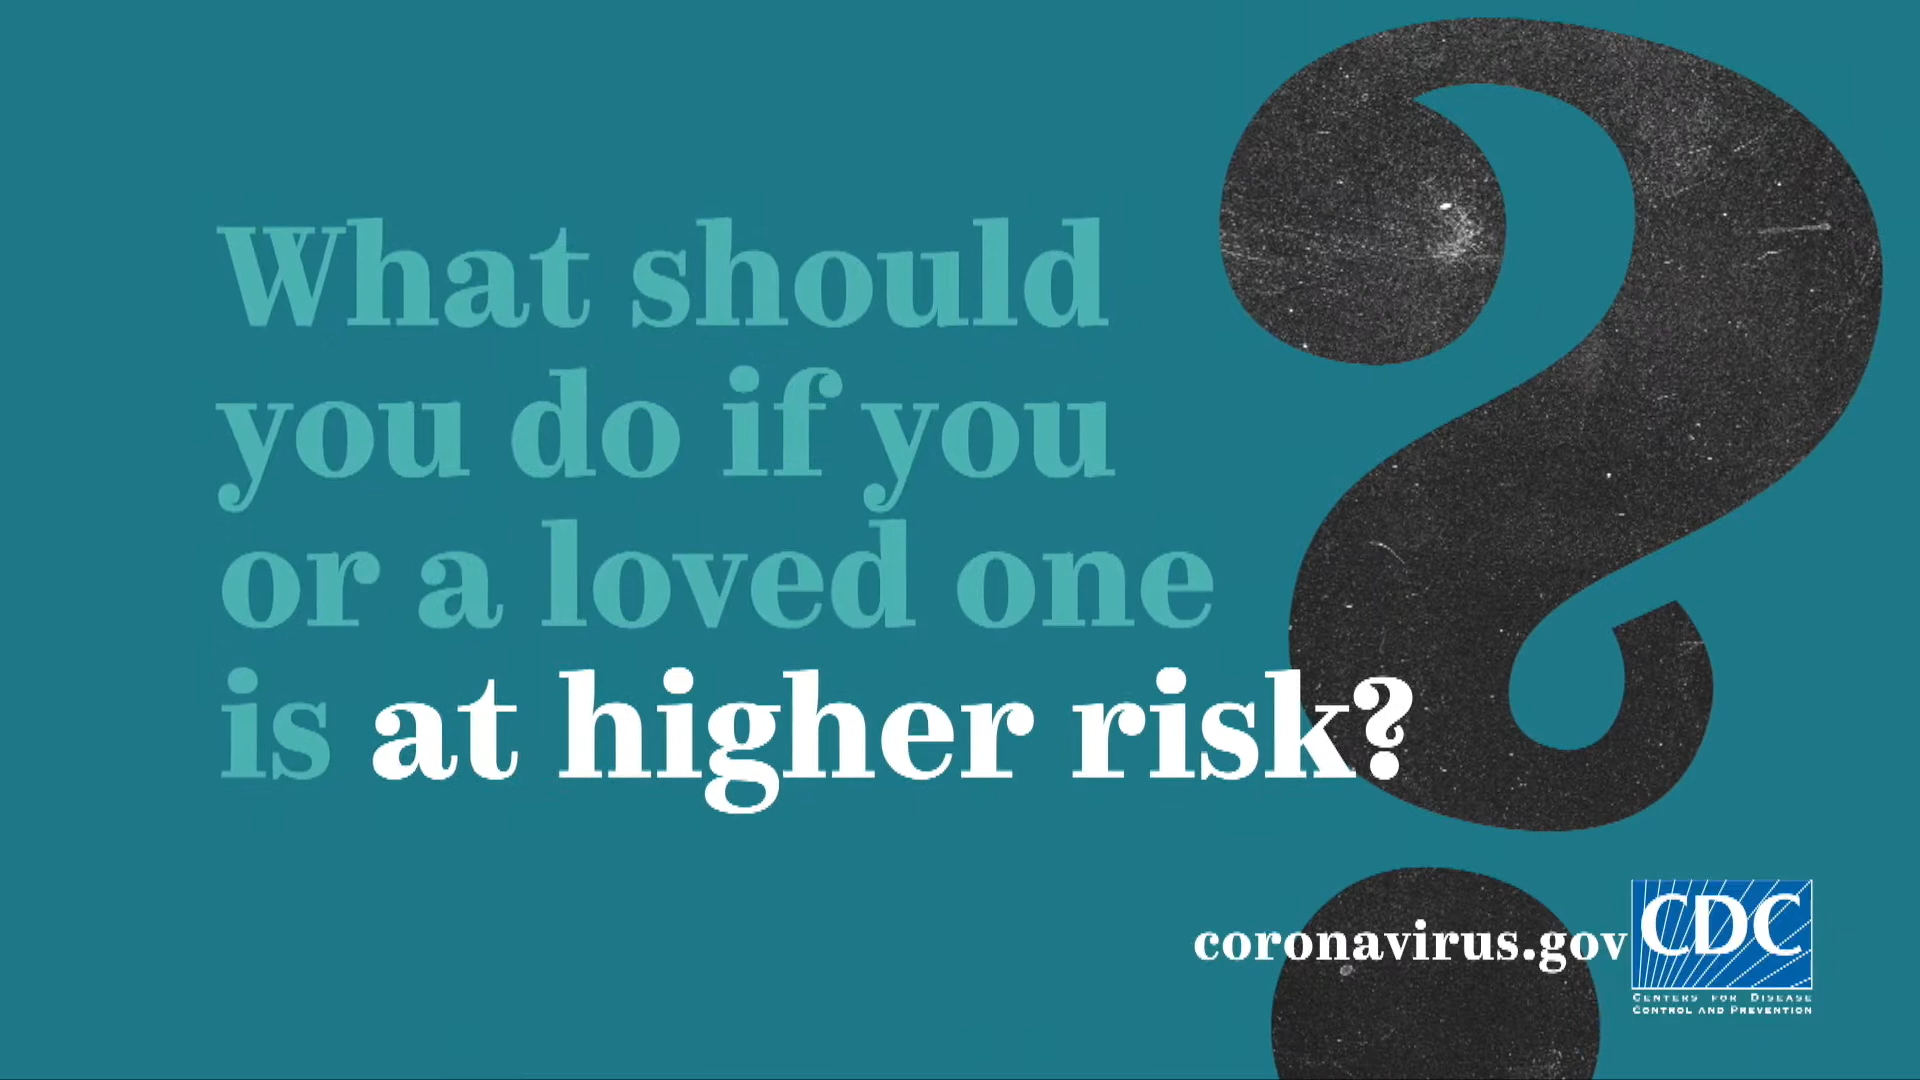 What should
you do if you
or a loved one
is at higher risk?
coronavirus.gov
CDC
CENTERS FOR DISEASE
CONTROL AND PREVENTION